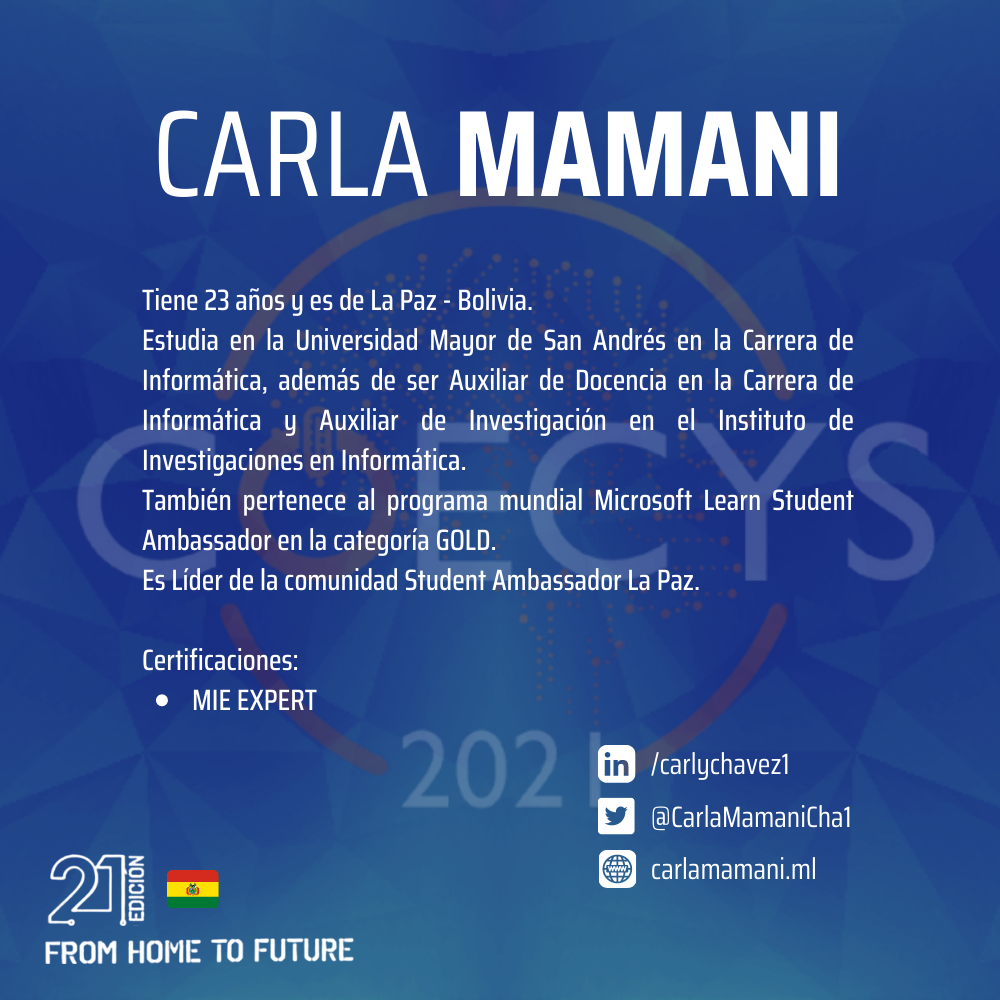 CARLA MAMANI
Tiene 23 años y es de La Paz - Bolivia.
Estudia en la Universidad Mayor de San Andrés en la Carrera de
Informática, además de ser Auxiliar de Docencia en la Carrera de
Informática y Auxiliar de Investigación en el Instituto de
Investigaciones en Informática.
También pertenece al programa mundial Microsoft Learn Student
Ambassador en la categoría GOLD.
Es Líder de la comunidad Student Ambassador La Paz.
COECYS
Certificaciones:
• MIE EXPERT
2021
in /carlychavez1
@CarlaMamaniCha1
www carlamamani.ml
21 EDICIÓN
FROM HOME TO FUTURE